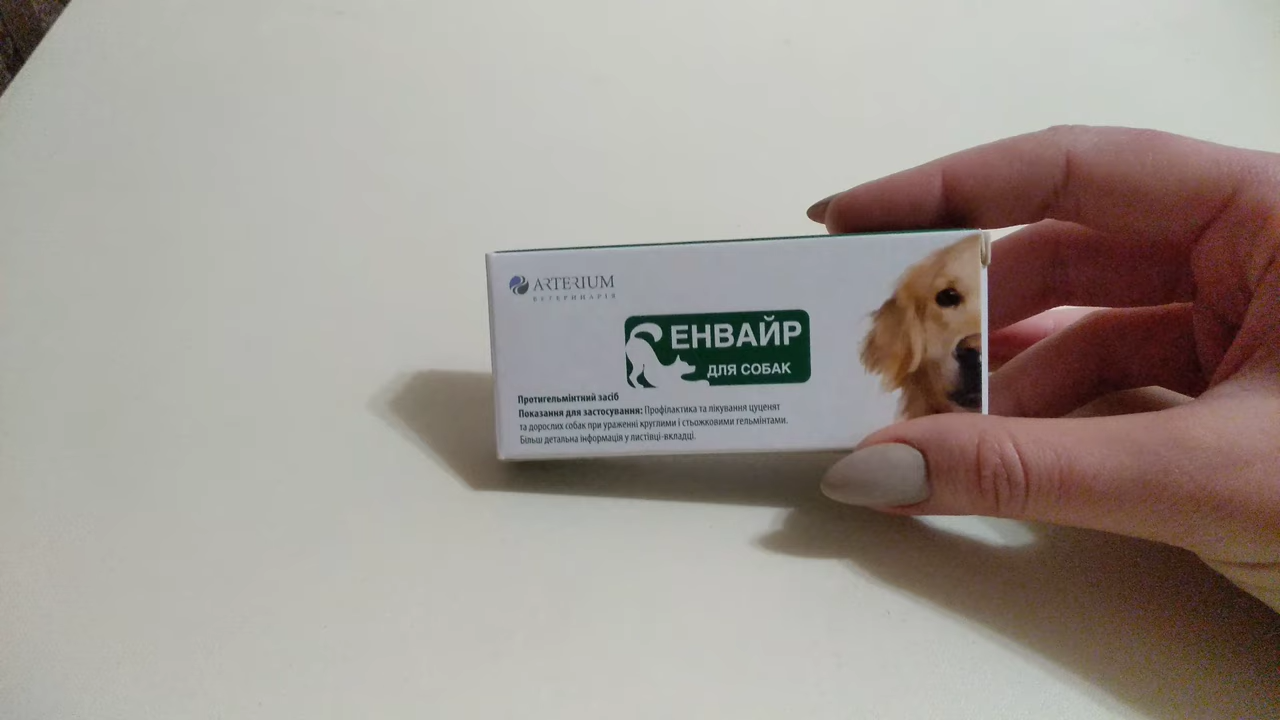 ARTERIUM
ВЕТЕРИНАРІЯ
ЕНВАЙР
ДЛЯ СОБАК
Протигельмінтний засіб
Показання для застосування: Профілактика та лікування цуценят
та дорослих собак при ураженні круглими і стьожковими гельмінтами.
Більш детальна інформація у листівці-вкладці.